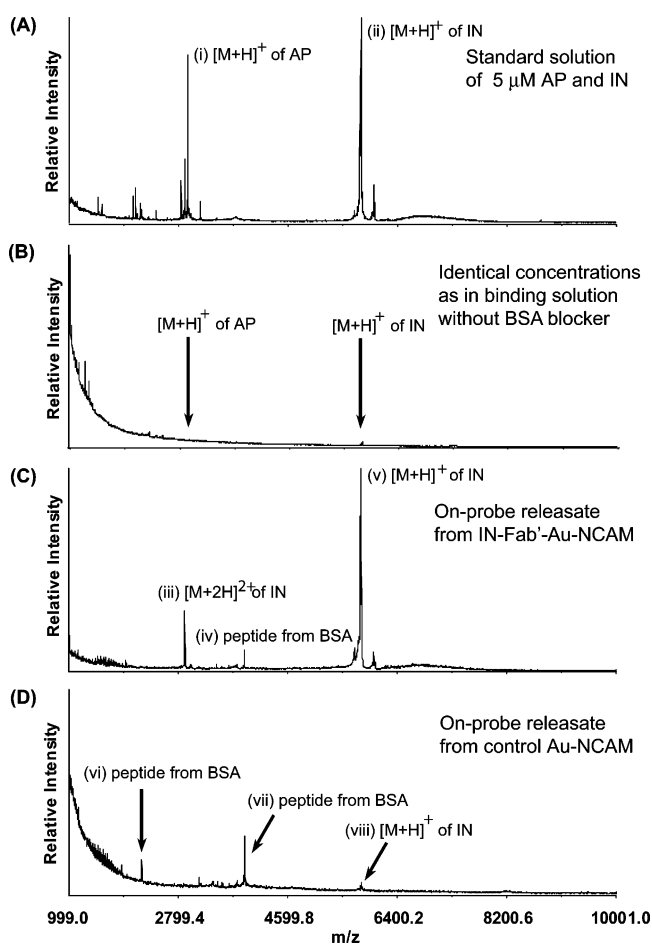 (A)
Relative Intensity
(i) [M+H]+ of AP
(ii) [M+H]+ of IN
Standard solution
of 5 μM AP and IN
(B)
Relative Intensity
[M+H]+ of AP
[M+H]+ of IN
Identical concentrations
as in binding solution
without BSA blocker
(C)
Relative Intensity
(iii) [M+2H]2+of IN
(iv) peptide from BSA
(v) [M+H]+ of IN
On-probe releasate
from IN-Fab'-Au-NCAM
(D)
Relative Intensity
(vi) peptide from BSA
(vii) peptide from BSA
(viii) [M+H]+ of IN
On-probe releasate
from control Au-NCAM
999.0 2799.4 4599.8 6400.2 8200.6 10001.0
m/z